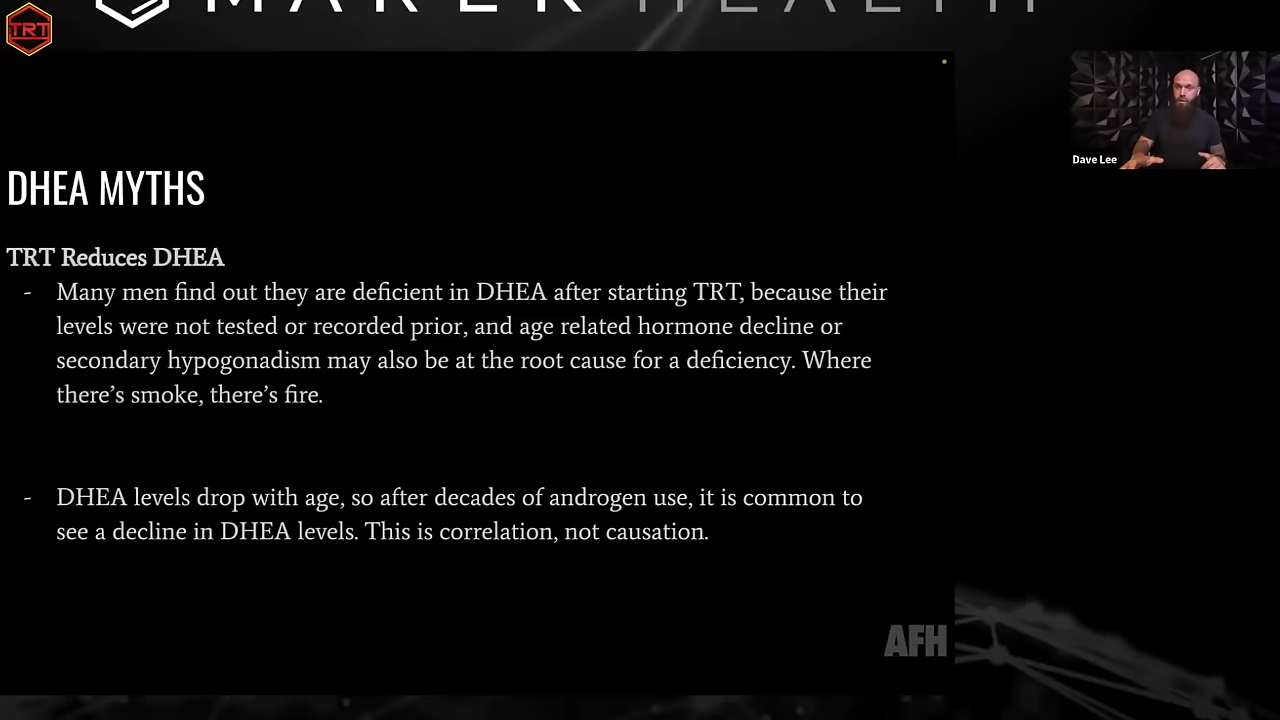 TRT
DHEA MYTHS
TRT Reduces DHEA
- Many men find out they are deficient in DHEA after starting TRT, because their
levels were not tested or recorded prior, and age related hormone decline or
secondary hypogonadism may also be at the root cause for a deficiency. Where
there’s smoke, there’s fire.
- DHEA levels drop with age, so after decades of androgen use, it is common to
see a decline in DHEA levels. This is correlation, not causation.
Dave Lee
AFH